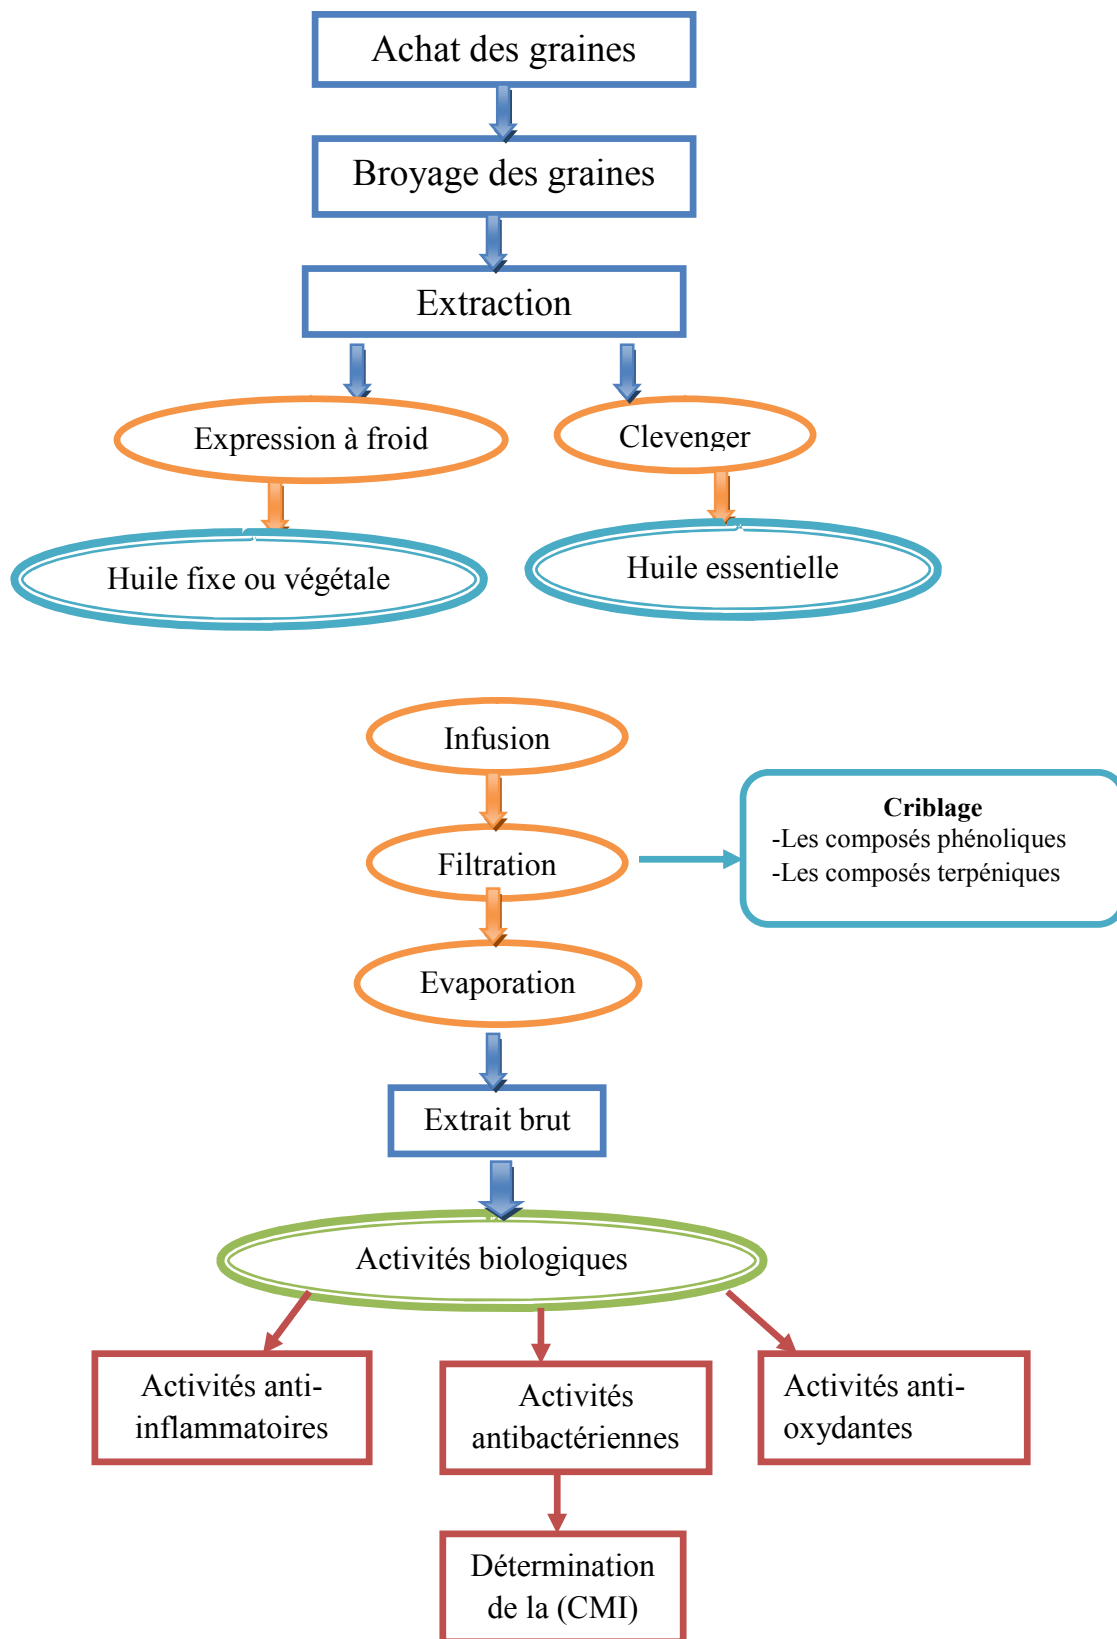 Achat des graines
Broyage des graines
Extraction
Expression à froid
Clevenger
Huile fixe ou végétale
Huile essentielle
Infusion
Filtration
Criblage
-Les composés phénoliques
-Les composés terpéniques
Evaporation
Extrait brut
Activités biologiques
Activités anti-
inflammatoires
Activités
antibactériennes
Activités anti-
oxydantes
Détermination
de la (CMI)